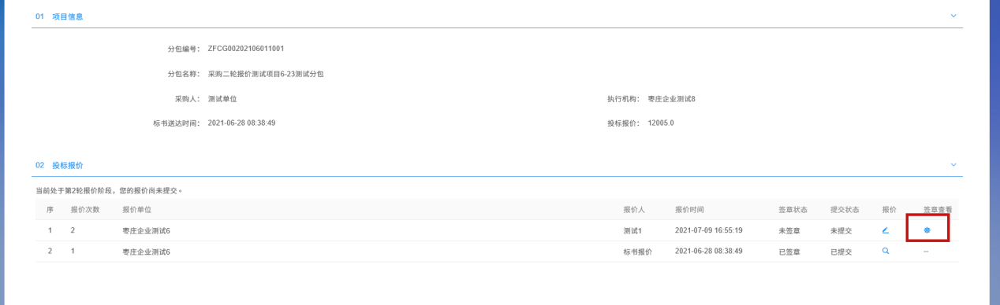 01 项目信息
分包编号： ZFCG00202106011001
分包名称： 采购二轮报价测试项目6-23测试分包
采购人： 测试单位 执行机构： 枣庄企业测试8
标书送达时间： 2021-06-28 08:38:49 投标报价： 12005.0
02 投标报价
当前处于第2轮报价阶段，您的报价尚未提交。
序 报价次数 报价单位 报价人 报价时间 签章状态 提交状态 报价 签章查看
1 2 枣庄企业测试6 测试1 2021-07-09 16:55:19 未签章 未提交
2 1 枣庄企业测试6 标书报价 2021-06-28 08:38:49 已签章 已提交 --